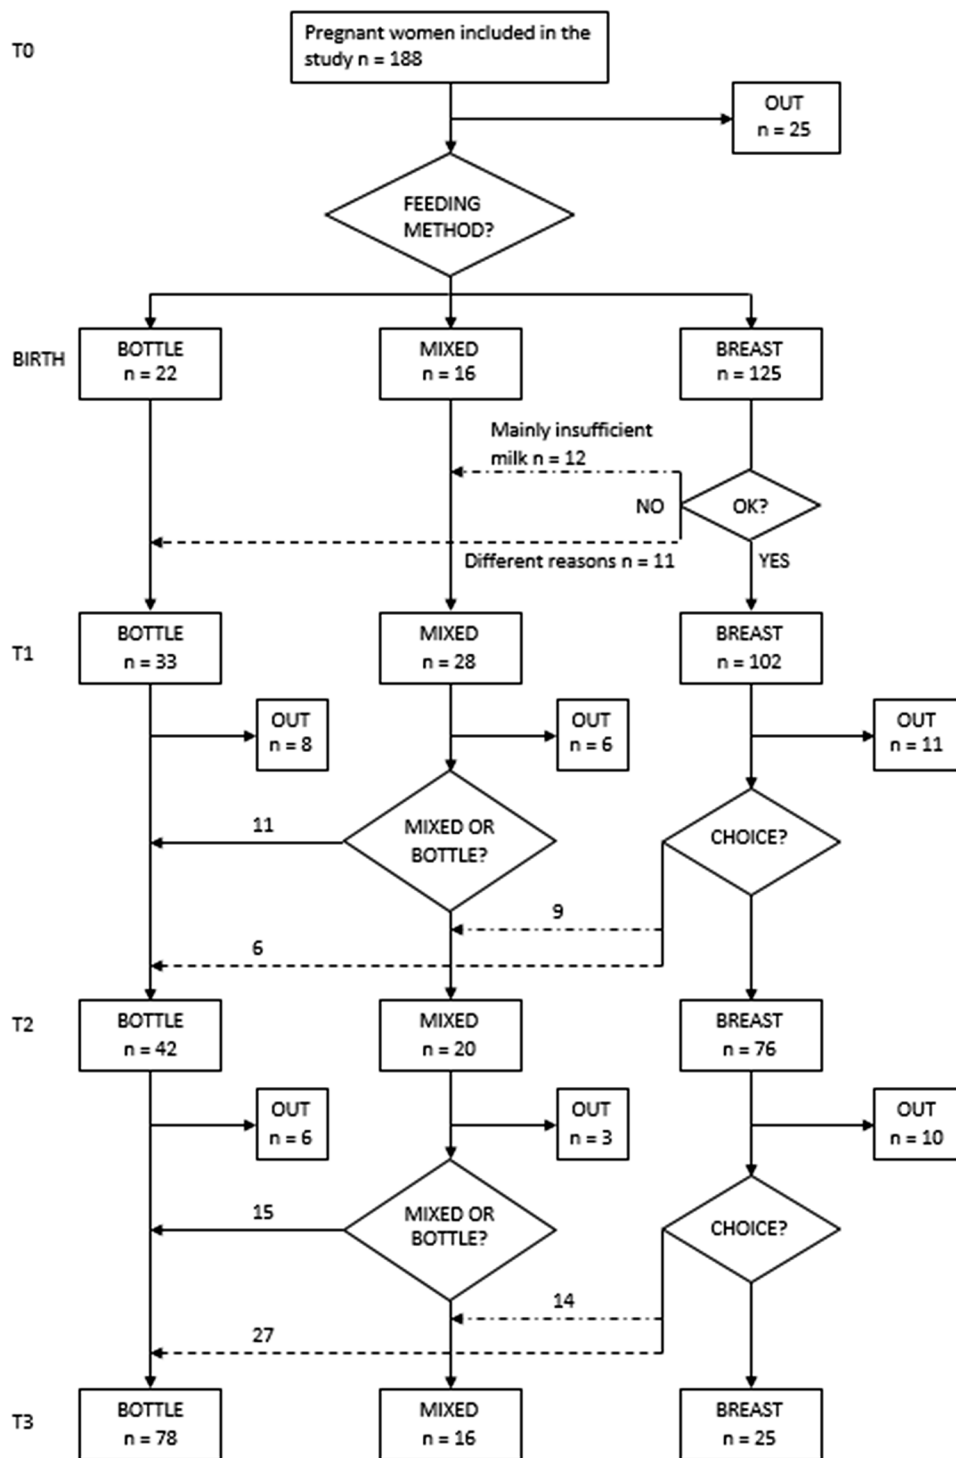 T0
Pregnant women included in the
study n = 188
OUT
n = 25
FEEDING
METHOD?
BIRTH
BOTTLE
n = 22
MIXED
n = 16
BREAST
n = 125
Mainly insufficient
milk n = 12
NO
OK?
Different reasons n = 11
YES
T1
BOTTLE
n = 33
MIXED
n = 28
BREAST
n = 102
OUT
n = 8
OUT
n = 6
OUT
n = 11
11
MIXED OR
BOTTLE?
CHOICE?
9
6
T2
BOTTLE
n = 42
MIXED
n = 20
BREAST
n = 76
OUT
n = 6
OUT
n = 3
OUT
n = 10
15
MIXED OR
BOTTLE?
CHOICE?
14
27
T3
BOTTLE
n = 78
MIXED
n = 16
BREAST
n = 25